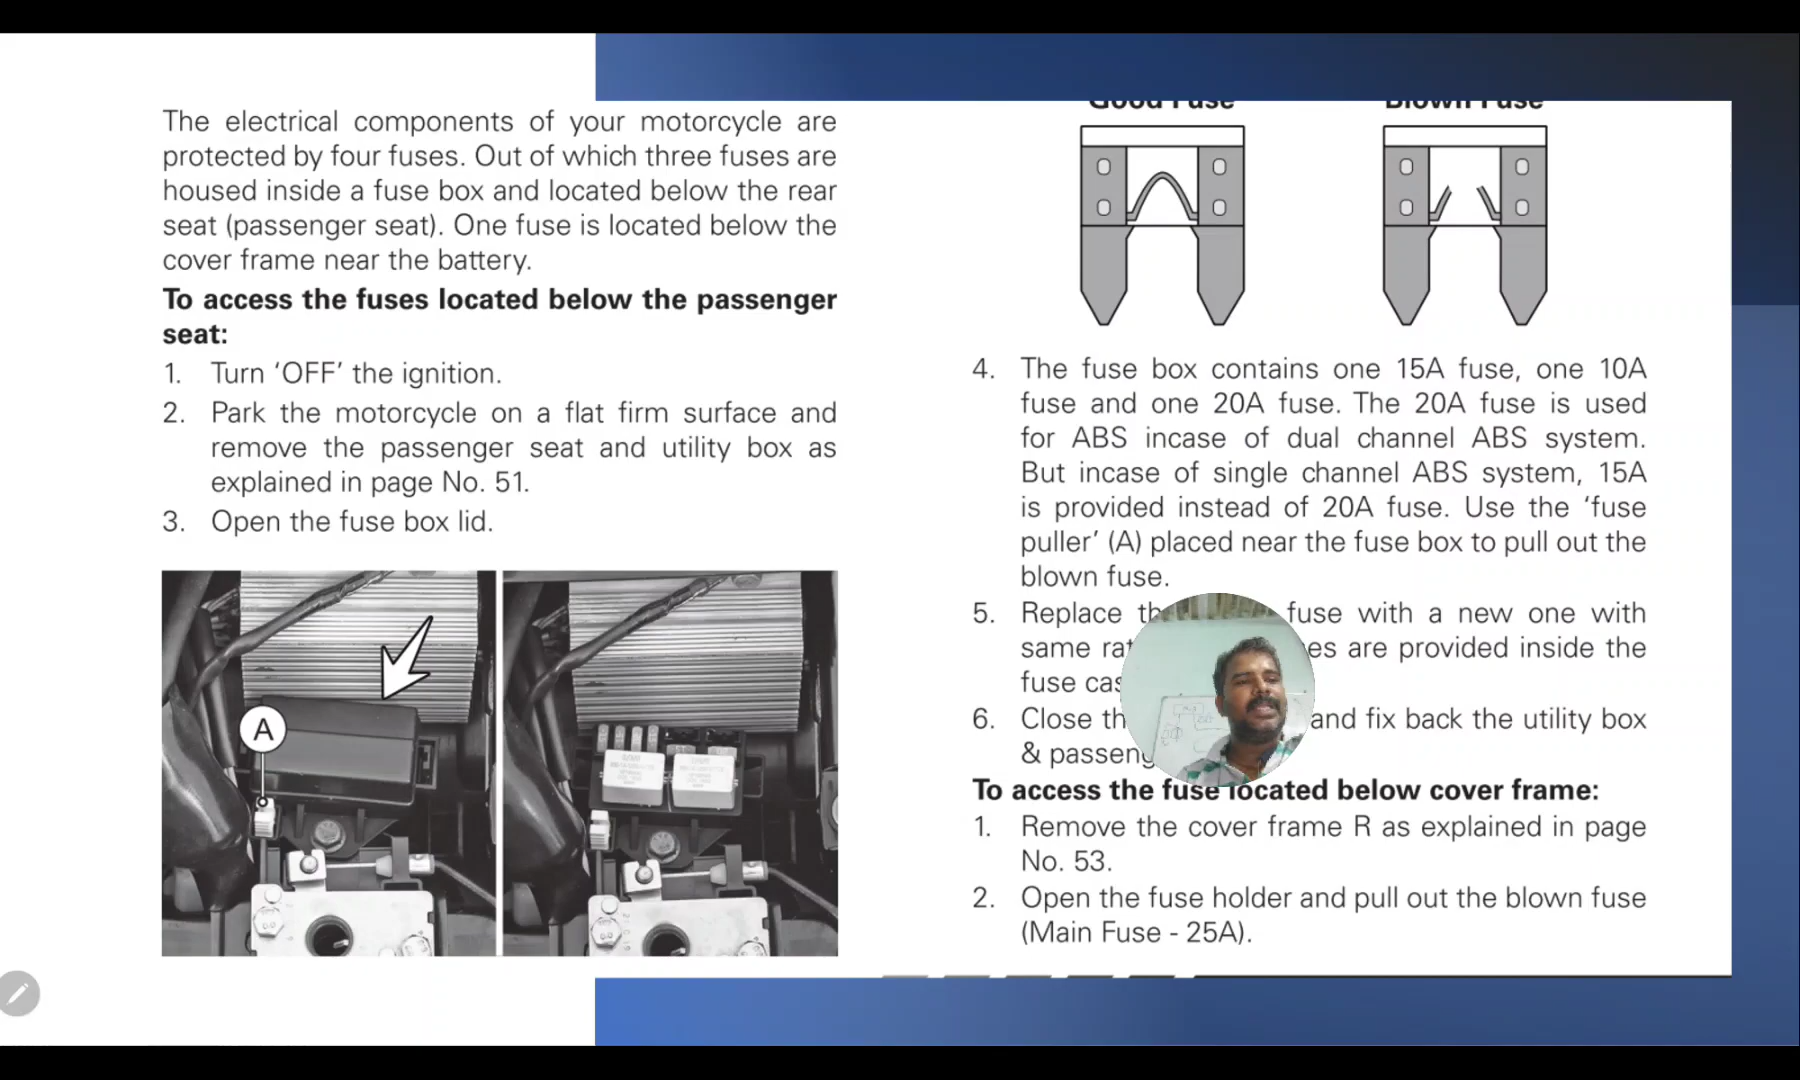 The electrical components of your motorcycle are
protected by four fuses. Out of which three fuses are
housed inside a fuse box and located below the rear
seat (passenger seat). One fuse is located below the
cover frame near the battery.
To access the fuses located below the passenger
seat:
1. Turn ‘OFF’ the ignition.
2. Park the motorcycle on a flat firm surface and
remove the passenger seat and utility box as
explained in page No. 51.
3. Open the fuse box lid.
A
Good Fuse
Blown Fuse
4. The fuse box contains one 15A fuse, one 10A
fuse and one 20A fuse. The 20A fuse is used
for ABS incase of dual channel ABS system.
But incase of single channel ABS system, 15A
is provided instead of 20A fuse. Use the ‘fuse
puller’ (A) placed near the fuse box to pull out the
blown fuse.
5. Replace fuse with a new one with
same are provided inside the
fuse
6. Close and fix back the utility box
&
To access the fuse located below cover frame:
1. Remove the cover frame R as explained in page
No. 53.
2. Open the fuse holder and pull out the blown fuse
(Main Fuse - 25A).